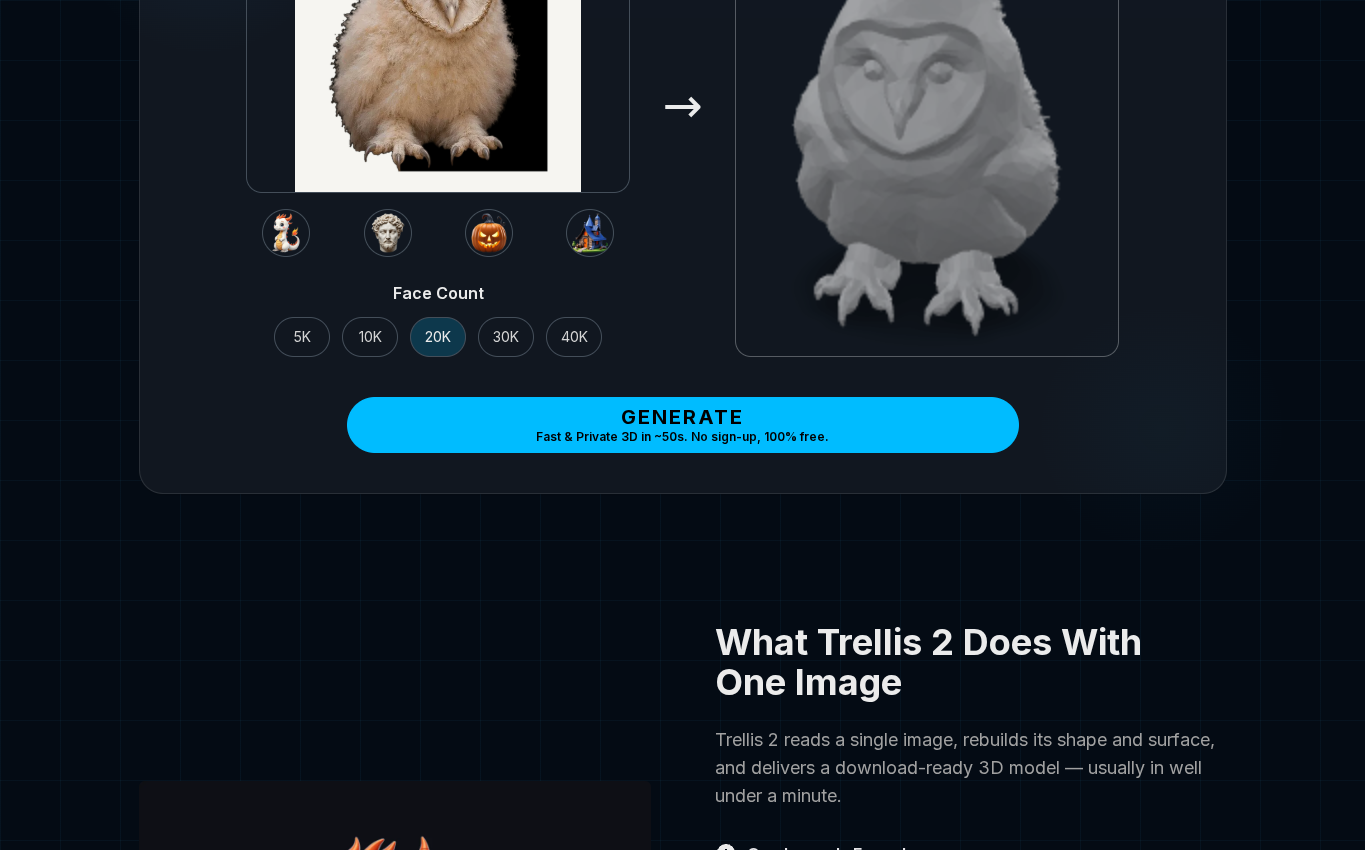 Face Count
5K
10K
20K
30K
40K
GENERATE
Fast & Private 3D in ~50s. No sign-up, 100% free.
What Trellis 2 Does With
One Image
Trellis 2 reads a single image, rebuilds its shape and surface,
and delivers a download-ready 3D model — usually in well
under a minute.